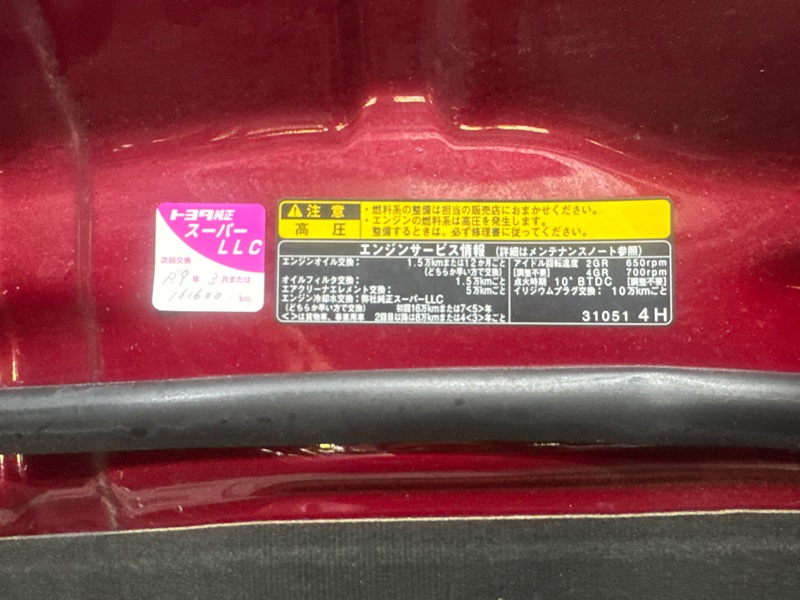 トヨタ純正
スーパー
LLC
次回交換
R9年 3月または
161600 km
⚠注意
高 圧
・燃料系の整備は担当の販売店におまかせください。
・エンジンの燃料系は高圧を発生します。
整備するときは、必ず修理書に従ってください。
エンジンサービス情報 (詳細はメンテナンスノート参照)
エンジンオイル交換: 1.5万kmまたは12か月ごと
(どちらか早い方で交換)
オイルフィルタ交換: 1.5万kmごと
エアクリーナエレメント交換: 5万kmごと
エンジン冷却水交換:弊社純正スーパーLLC
(どちらか早い方で交換) 初回16万kmまたは7<5>年
<>は貨物車、事業用車 2回目以降は8万kmまたは4<3>年ごと
アイドル回転速度 2GR 650rpm
[調整不要] 4GR 700rpm
点火時期 10°BTDC [調整不要]
イリジウムプラグ交換: 10万kmごと
31051 4H